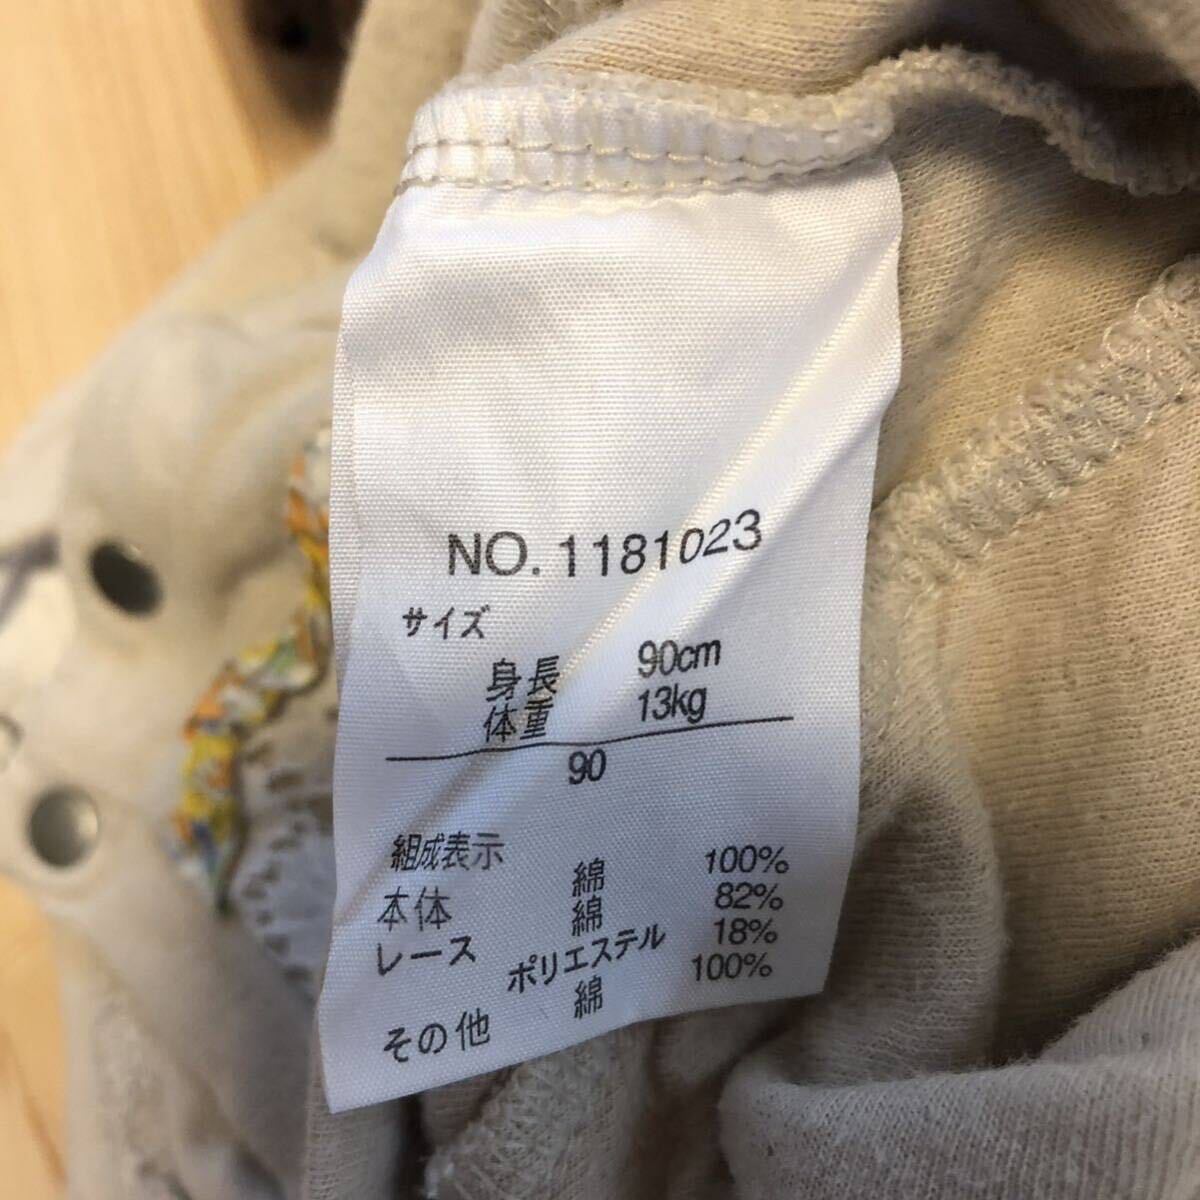 NO. 1181023
サイズ
身長 90cm
体重 13kg
90
組成表示
本体 綿 100%
レース 綿 82%
ポリエステル 18%
その他 綿 100%